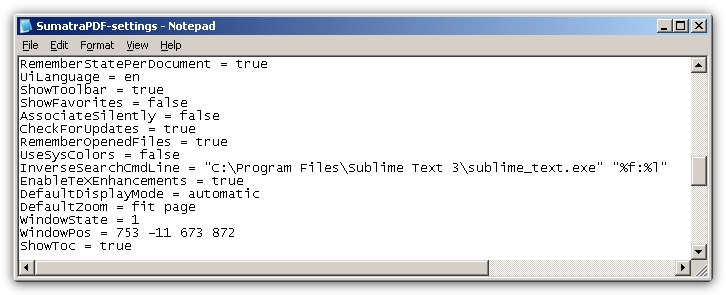 SumatraPDF-settings - Notepad
File Edit Format View Help
RememberStatePerDocument = true
UiLanguage = en
ShowToolbar = true
ShowFavorites = false
AssociateSilently = false
CheckForUpdates = true
RememberOpenedFiles = true
UseSysColors = false
InverseSearchCmdLine = "C:\Program Files\Sublime Text 3\sublime_text.exe" "%f:%l"
EnableTeXEnhancements = true
DefaultDisplayMode = automatic
DefaultZoom = fit page
WindowState = 1
WindowPos = 753 -11 673 872
ShowToc = true